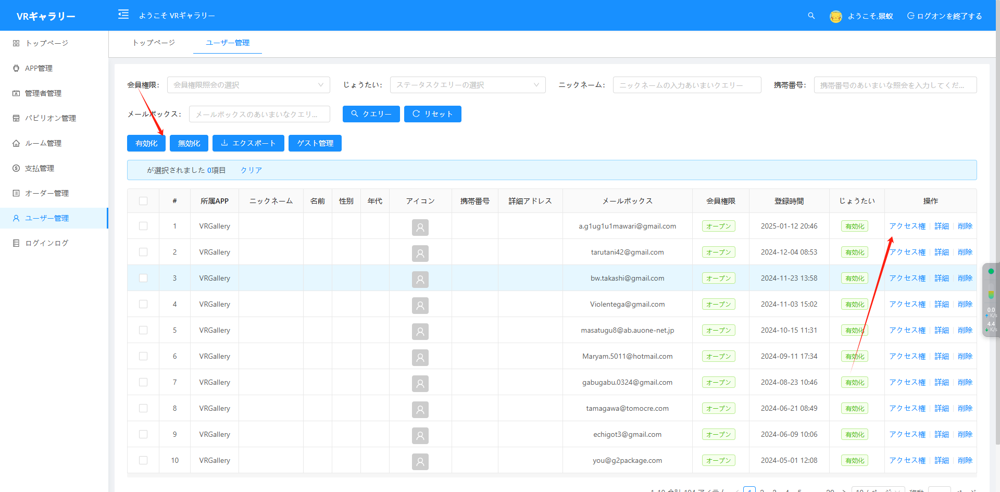 VRギャラリー
ようこそ VRギャラリー
ようこそ,景蚁
ログオンを終了する
トップページ
APP管理
管理者管理
パビリオン管理
ルーム管理
支払管理
オーダー管理
ユーザー管理
ログインログ
トップページ ユーザー管理
会員権限: 会員権限照会の選択 じょうたい: ステータスクエリーの選択 ニックネーム: ニックネームの入力あいまいクエリー 携帯番号: 携帯番号のあいまいな照会を入力してくだ...
メールボックス: メールボックスのあいまいなクエリ... クエリー リセット
有効化 無効化 エクスポート ゲスト管理
が選択されました 0項目 クリア
# 所属APP ニックネーム 名前 性別 年代 アイコン 携帯番号 詳細アドレス メールボックス 会員権限 登録時間 じょうたい 操作
1 VRGallery a.g1ug1u1mawari@gmail.com オープン 2025-01-12 20:46 有効化 アクセス権 詳細 削除
2 VRGallery tarutani42@gmail.com オープン 2024-12-04 08:53 有効化 アクセス権 詳細 削除
3 VRGallery bw.takashi@gmail.com オープン 2024-11-23 13:58 有効化 アクセス権 詳細 削除
4 VRGallery Violentega@gmail.com オープン 2024-11-03 15:02 有効化 アクセス権 詳細 削除
5 VRGallery masatugu8@ab.auone-net.jp オープン 2024-10-15 11:31 有効化 アクセス権 詳細 削除
6 VRGallery Maryam.5011@hotmail.com オープン 2024-09-11 17:34 有効化 アクセス権 詳細 削除
7 VRGallery gabugabu.0324@gmail.com オープン 2024-08-23 10:46 有効化 アクセス権 詳細 削除
8 VRGallery tamagawa@tomocre.com オープン 2024-06-21 08:49 有効化 アクセス権 詳細 削除
9 VRGallery echigot3@gmail.com オープン 2024-06-09 10:06 有効化 アクセス権 詳細 削除
10 VRGallery you@g2package.com オープン 2024-05-01 12:08 有効化 アクセス権 詳細 削除
0.0
K/s
4.4
K/s